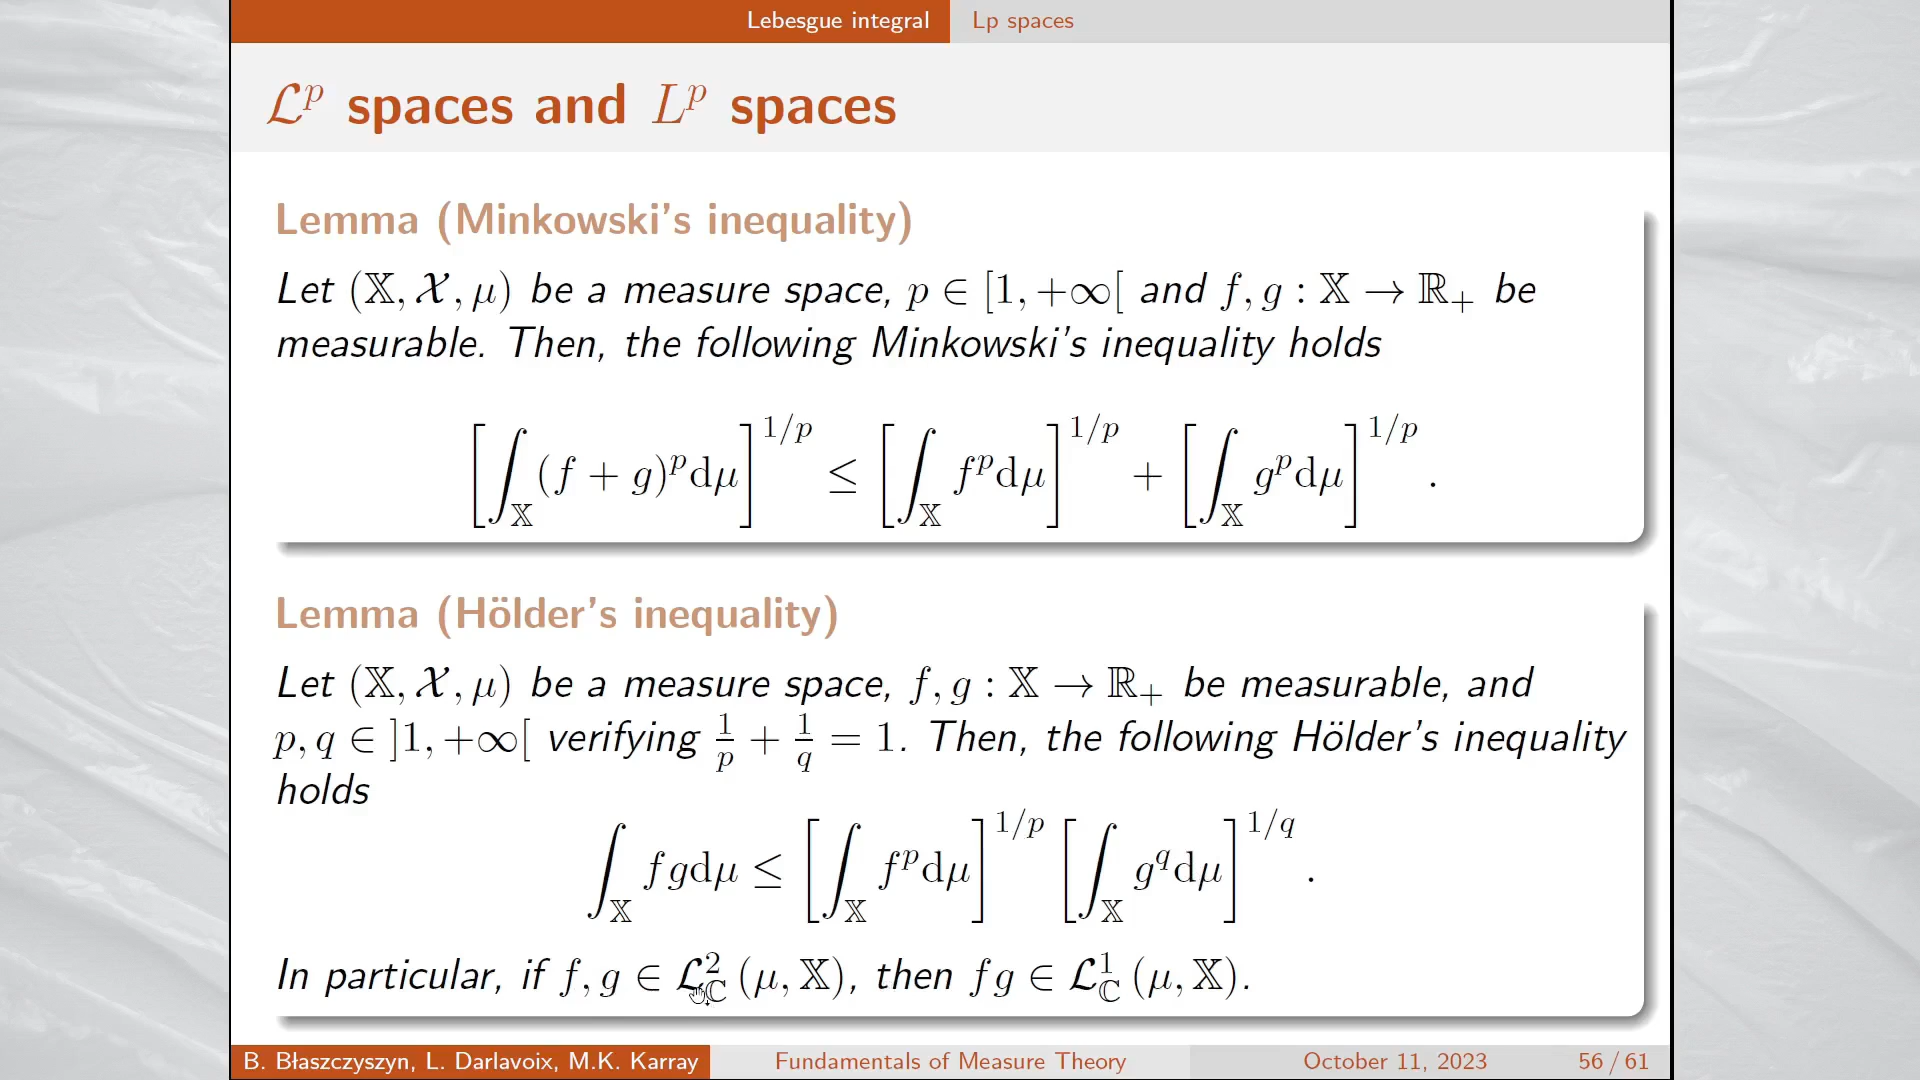 Lebesgue integral Lp spaces
ℒ^p spaces and L^p spaces
Lemma (Minkowski's inequality)
Let (𝕏, 𝒳, μ) be a measure space, p ∈ [1, +∞[ and f, g : 𝕏 → ℝ₊ be
measurable. Then, the following Minkowski's inequality holds
[∫_𝕏 (f + g)^p dμ]^{1/p} ≤ [∫_𝕏 f^p dμ]^{1/p} + [∫_𝕏 g^p dμ]^{1/p} .
Lemma (Hölder's inequality)
Let (𝕏, 𝒳, μ) be a measure space, f, g : 𝕏 → ℝ₊ be measurable, and
p, q ∈ ]1, +∞[ verifying 1/p + 1/q = 1. Then, the following Hölder's inequality
holds
∫_𝕏 fgdμ ≤ [∫_𝕏 f^p dμ]^{1/p} [∫_𝕏 g^q dμ]^{1/q} .
In particular, if f, g ∈ ℒ²_ℂ (μ, 𝕏), then fg ∈ ℒ¹_ℂ (μ, 𝕏).
B. Błaszczyszyn, L. Darlavoix, M.K. Karray Fundamentals of Measure Theory October 11, 2023 56 / 61